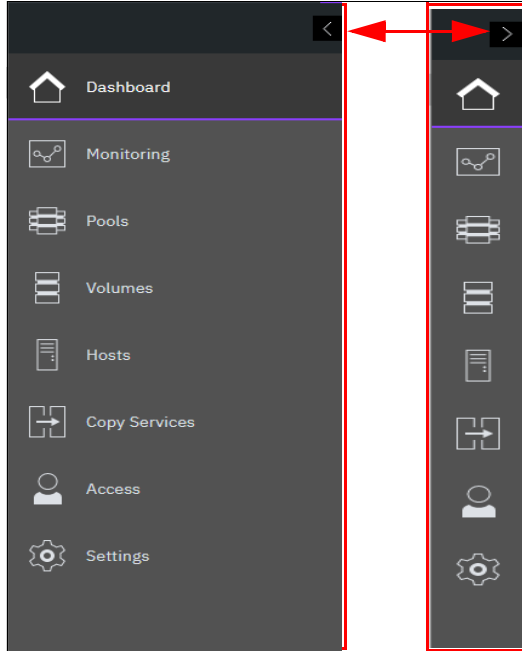 Dashboard
Monitoring
Pools
Volumes
Hosts
Copy Services
Access
Settings